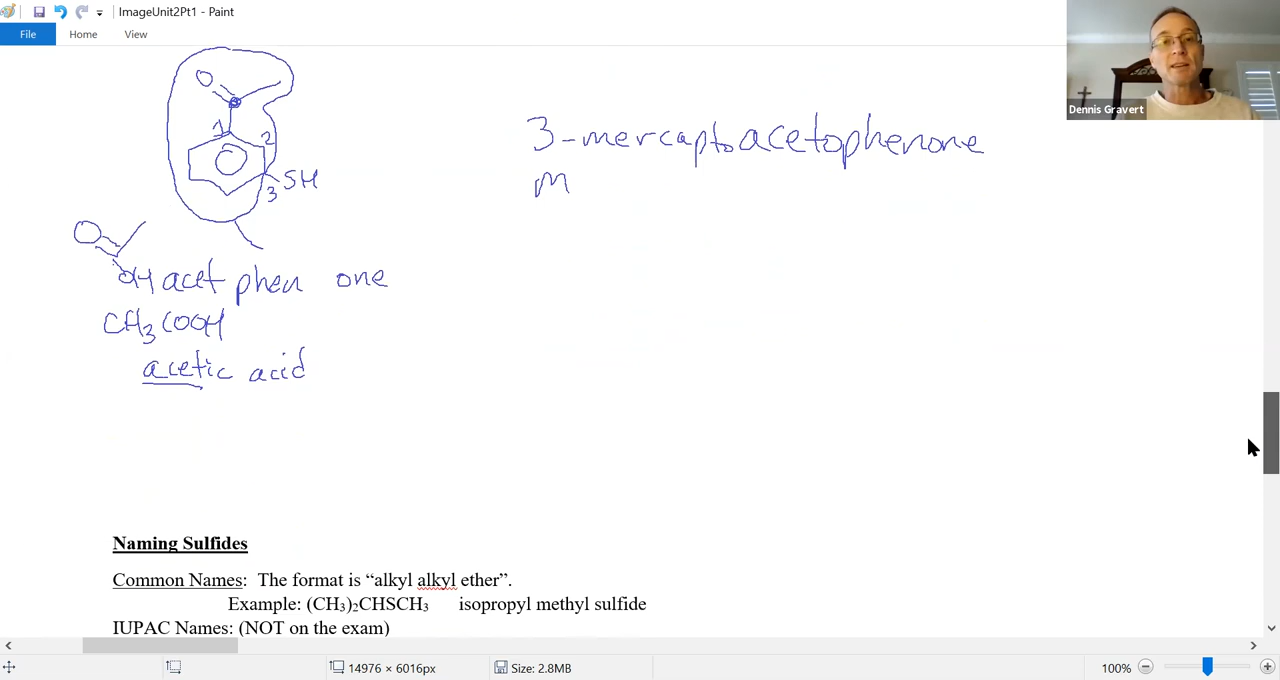 ImageUnit2Pt1 - Paint
File Home View
Dennis Gravert
O
1
2
3
SH
3-mercaptoacetophenone
m
O
OH acet phen one
CH₃COOH
acetic acid
Naming Sulfides
Common Names: The format is “alkyl alkyl ether”.
Example: (CH₃)₂CHSCH₃ isopropyl methyl sulfide
IUPAC Names: (NOT on the exam)
14976 × 6016px
Size: 2.8MB
100%